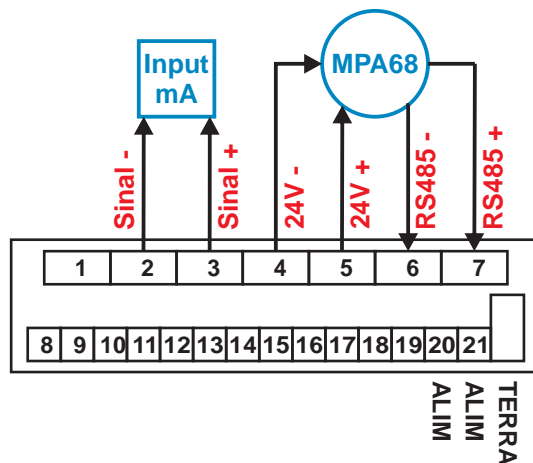 Input
mA
MPA68
Sinal -
Sinal +
24V -
24V +
RS485 -
RS485 +
1 2 3 4 5 6 7
8 9 10 11 12 13 14 15 16 17 18 19 20 21
ALIM
ALIM
TERRA